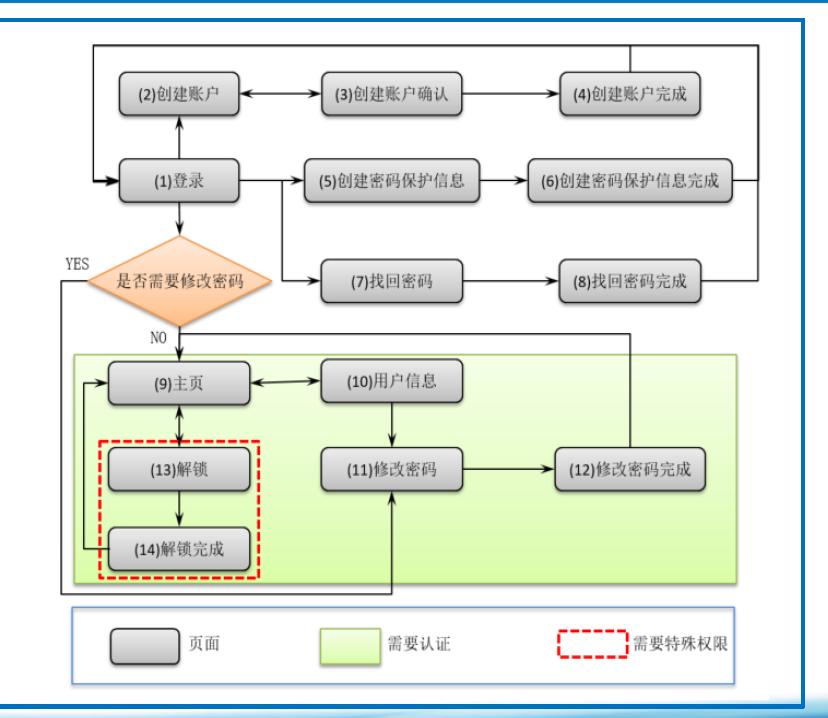 (2)创建账户
(3)创建账户确认
(4)创建账户完成
(1)登录
(5)创建密码保护信息
(6)创建密码保护信息完成
YES
是否需要修改密码
(7)找回密码
(8)找回密码完成
NO
(9)主页
(10)用户信息
(13)解锁
(11)修改密码
(12)修改密码完成
(14)解锁完成
页面
需要认证
需要特殊权限